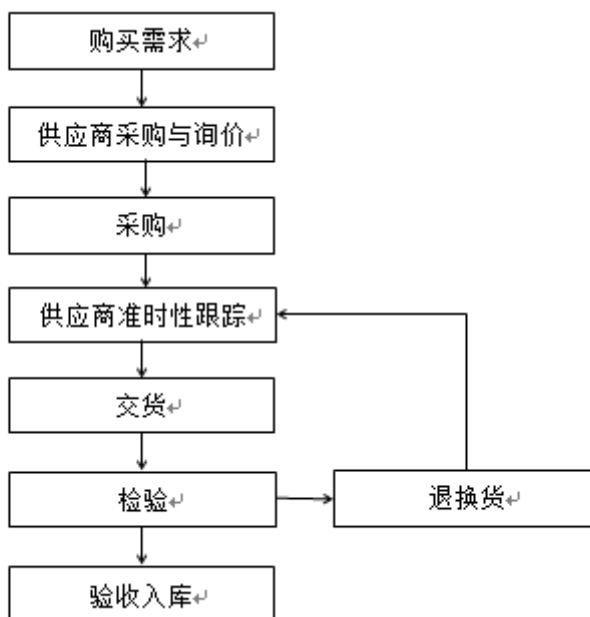 购买需求↵
供应商采购与询价↵
采购↵
供应商准时性跟踪↵
交货↵
检验↵
退换货↵
验收入库↵